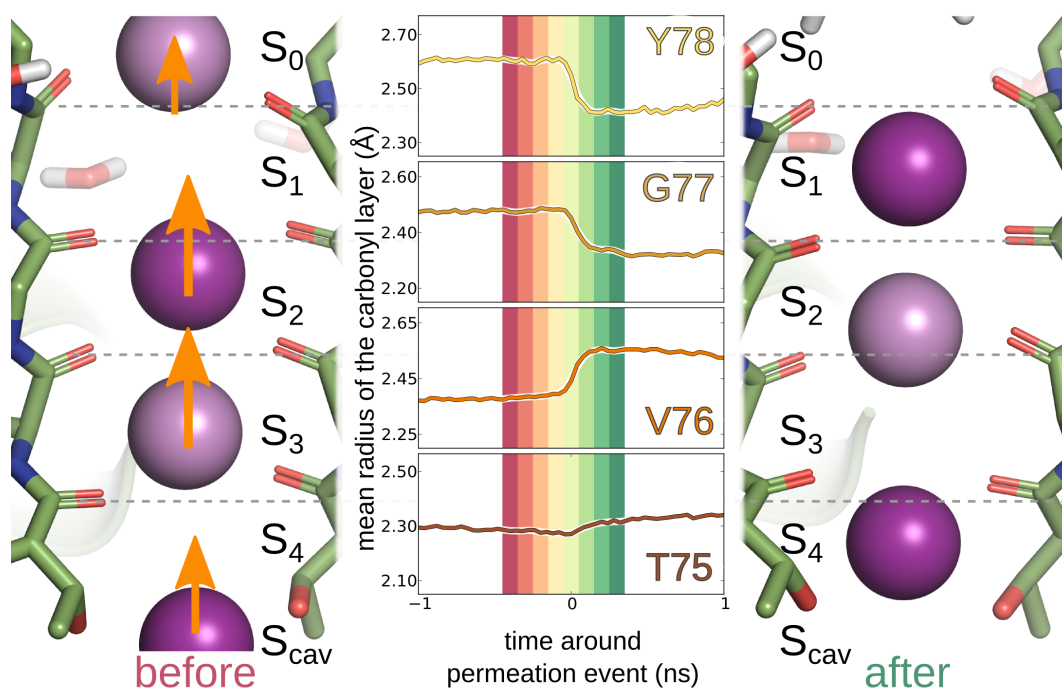 S0
S1
S2
S3
S4
Scav
before
mean radius of the carbonyl layer (Å)
2.70
2.50
2.30
Y78
2.60
2.40
2.20
G77
2.65
2.45
2.25
V76
2.50
2.30
2.10
T75
−1
0
1
time around
permeation event (ns)
S0
S1
S2
S3
S4
Scav
after